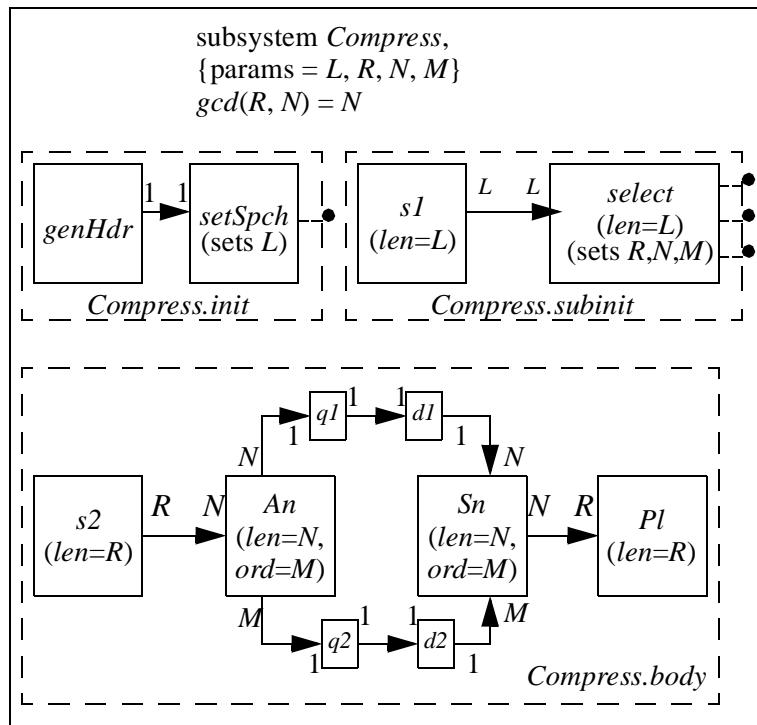 subsystem Compress,
{params = L, R, N, M}
gcd(R, N) = N
genHdr
1 1
setSpch
(sets L)
Compress.init
s1
(len=L)
L L
select
(len=L)
(sets R,N,M)
Compress.subinit
s2
(len=R)
R N
An
(len=N,
ord=M)
N
1
q1
1 1
d1
1
N
M
1
q2
1 1
d2
1
M
Sn
(len=N,
ord=M)
N R
Pl
(len=R)
Compress.body